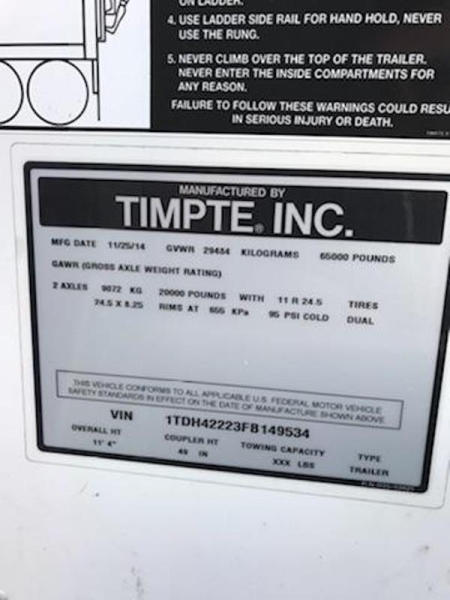 ON LADDER.
4. USE LADDER SIDE RAIL FOR HAND HOLD, NEVER
USE THE RUNG.
5. NEVER CLIMB OVER THE TOP OF THE TRAILER.
NEVER ENTER THE INSIDE COMPARTMENTS FOR
ANY REASON.
FAILURE TO FOLLOW THESE WARNINGS COULD RESU
IN SERIOUS INJURY OR DEATH.
MANUFACTURED BY
TIMPTE® INC.
MFG DATE 11/25/14 GVWR 29484 KILOGRAMS 65000 POUNDS
GAWR (GROSS AXLE WEIGHT RATING)
2 AXLES 9072 KG 20000 POUNDS WITH 11 R 24.5 TIRES
24.5 X 8.25 RIMS AT 655 KPa 95 PSI COLD DUAL
THIS VEHICLE CONFORMS TO ALL APPLICABLE U.S. FEDERAL MOTOR VEHICLE
SAFETY STANDARDS IN EFFECT ON THE DATE OF MANUFACTURE SHOWN ABOVE
VIN 1TDH42223FB149534
OVERALL HT COUPLER HT TOWING CAPACITY TYPE
11' 4" 49 IN XXX LBS TRAILER